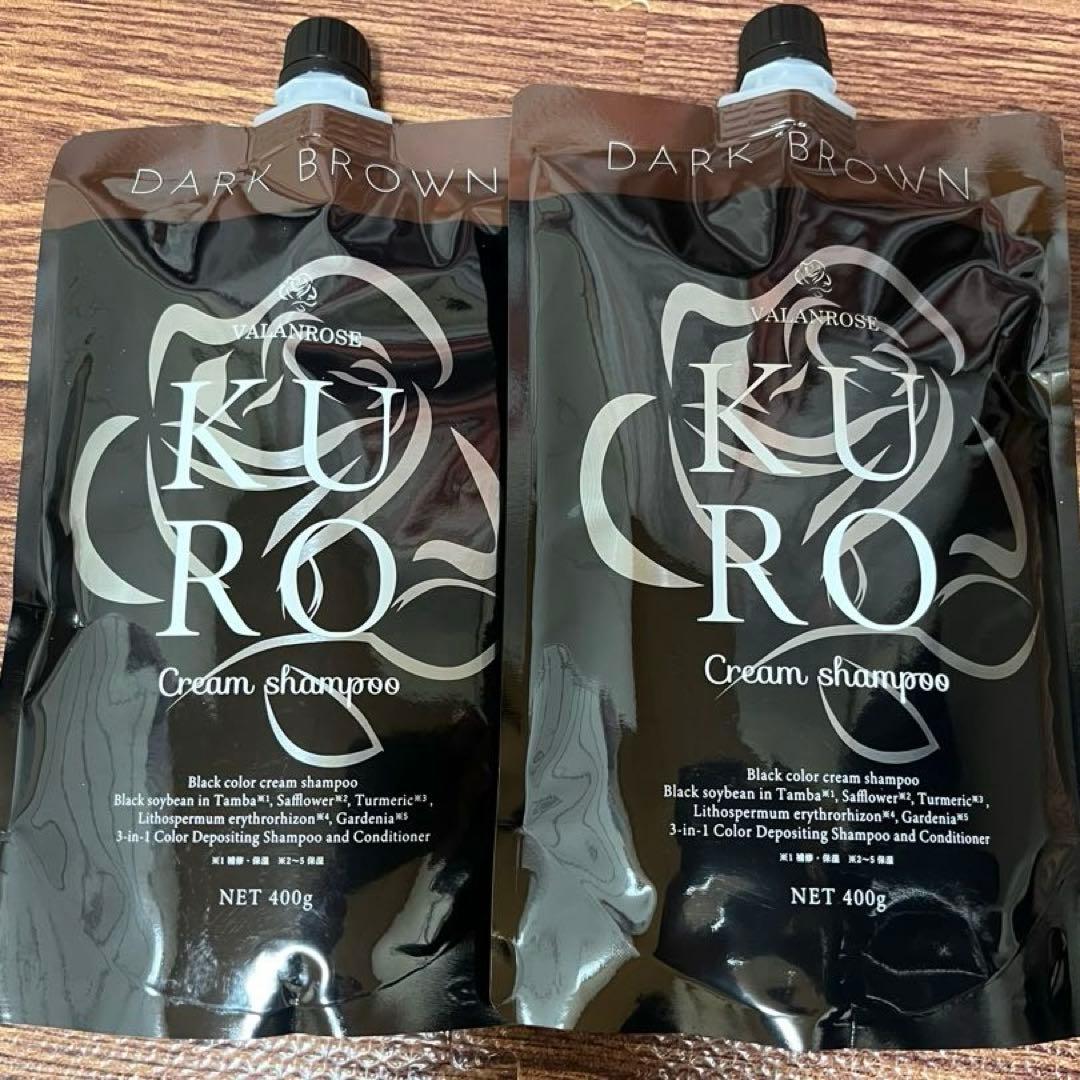 DARK BROWN
VALANROSE
KU
RO
Cream shampoo
Black color cream shampoo
Black soybean in Tamba※1, Safflower※2, Turmeric※3,
Lithospermum erythrorhizon※4, Gardenia※5
3-in-1 Color Depositing Shampoo and Conditioner
※1 補修・保湿 ※2～5 保湿
NET 400g
DARK BROWN
VALANROSE
KU
RO
Cream shampoo
Black color cream shampoo
Black soybean in Tamba※1, Safflower※2, Turmeric※3,
Lithospermum erythrorhizon※4, Gardenia※5
3-in-1 Color Depositing Shampoo and Conditioner
※1 補修・保湿 ※2～5 保湿
NET 400g